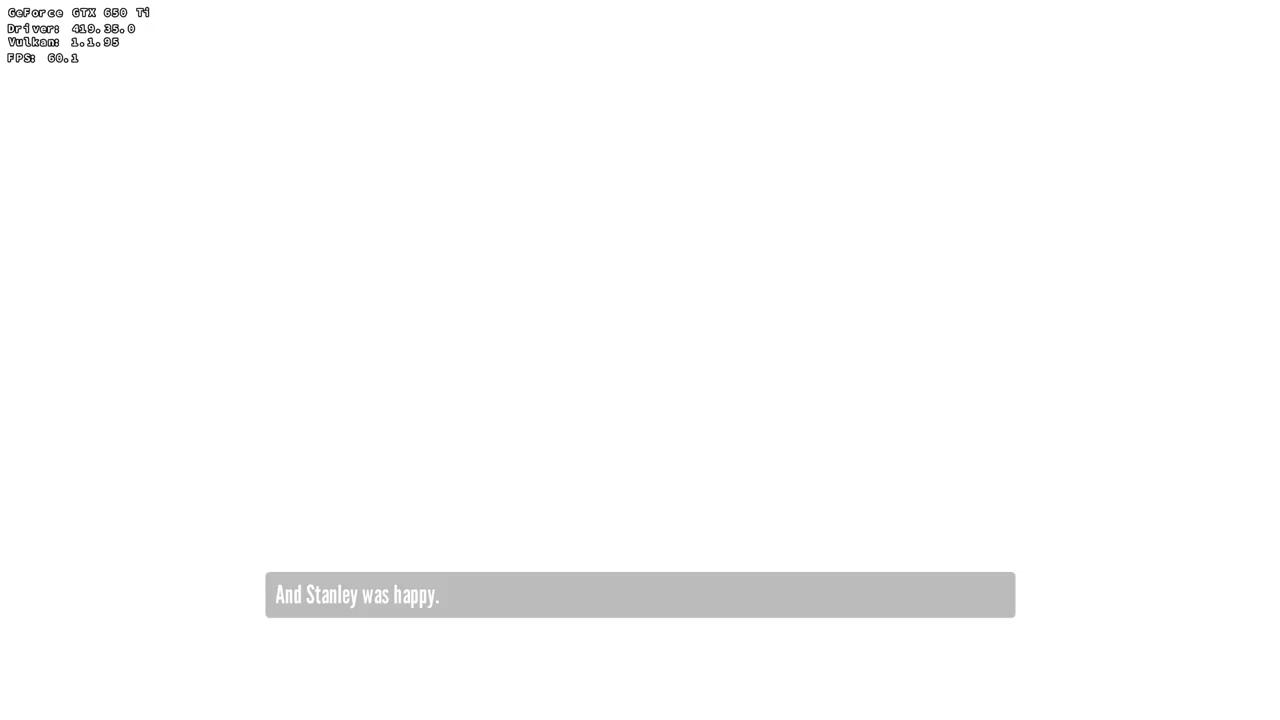 GeForce GTX 650 Ti
Driver: 419.35.0
Vulkan: 1.1.95
FPS: 60.1
And Stanley was happy.